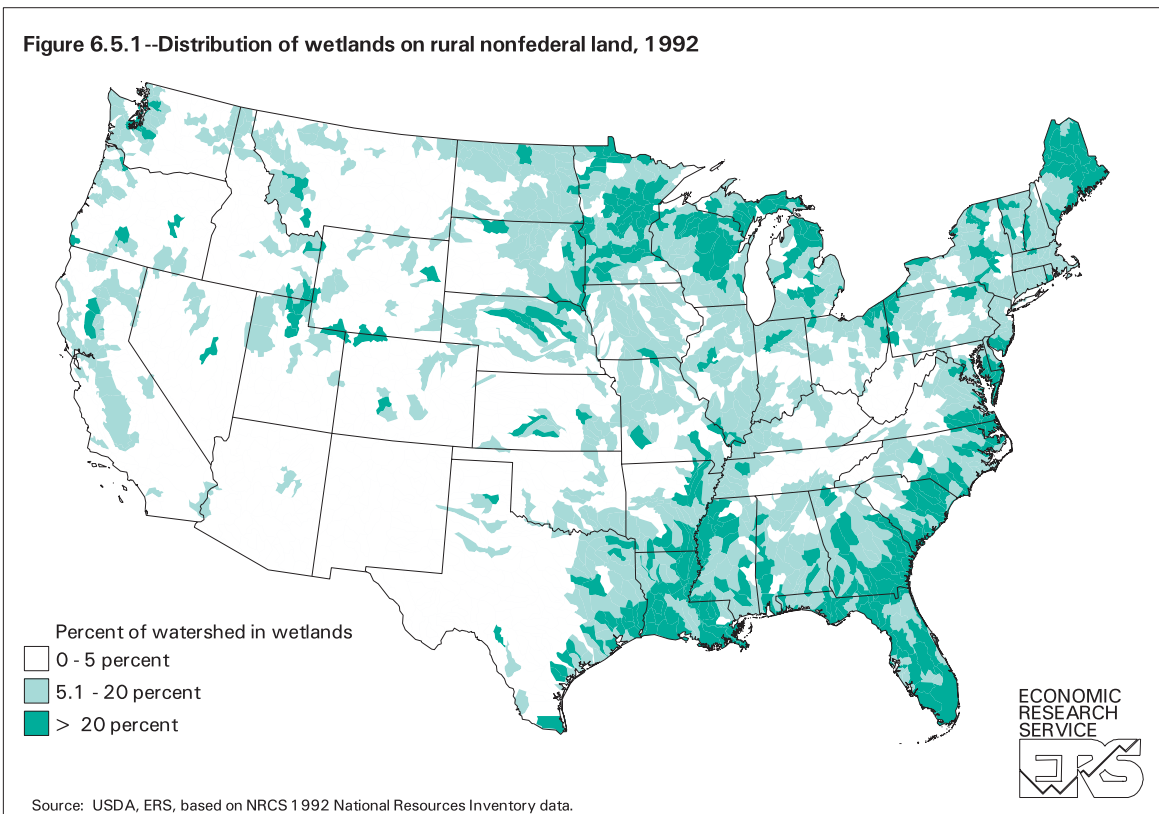 Figure 6.5.1--Distribution of wetlands on rural nonfederal land, 1992
Percent of watershed in wetlands
0 - 5 percent
5.1 - 20 percent
> 20 percent
ECONOMIC
RESEARCH
SERVICE
ERS
Source: USDA, ERS, based on NRCS 1992 National Resources Inventory data.